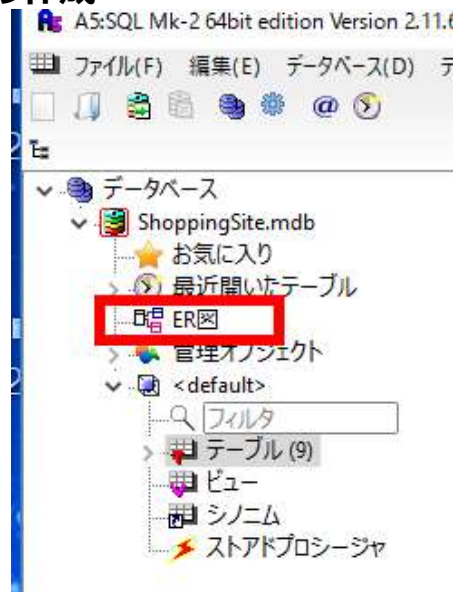 作成
A5:SQL Mk-2 64bit edition Version 2.11.6
ファイル(F) 編集(E) データベース(D)
データベース
ShoppingSite.mdb
お気に入り
最近開いたテーブル
ER図
管理オブジェクト
<default>
フィルタ
テーブル (9)
ビュー
シノニム
ストアドプロシージャ